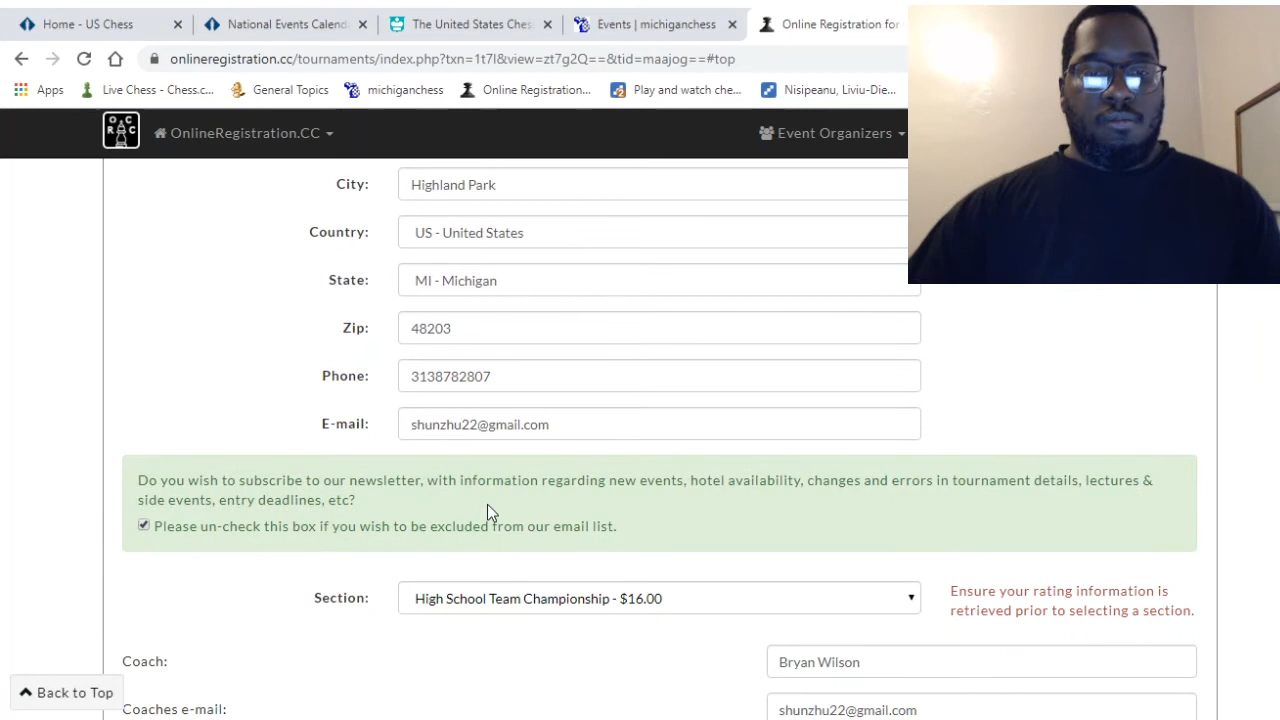 Home - US Chess
National Events Calend
The United States Che
Events | michiganchess
Online Registration for
onlineregistration.cc/tournaments/index.php?txn=1t7l&view=zt7g2Q==&tid=maajog==#top
Apps
Live Chess - Chess.c...
General Topics
michiganchess
Online Registration...
Play and watch che...
Nisipeanu, Liviu-Die...
OnlineRegistration.CC
Event Organizers
City: Highland Park
Country: US - United States
State: MI - Michigan
Zip: 48203
Phone: 3138782807
E-mail: shunzhu22@gmail.com
Do you wish to subscribe to our newsletter, with information regarding new events, hotel availability, changes and errors in tournament details, lectures &
side events, entry deadlines, etc?
Please un-check this box if you wish to be excluded from our email list.
Section: High School Team Championship - $16.00
Ensure your rating information is
retrieved prior to selecting a section.
Coach: Bryan Wilson
Back to Top
Coaches e-mail: shunzhu22@gmail.com